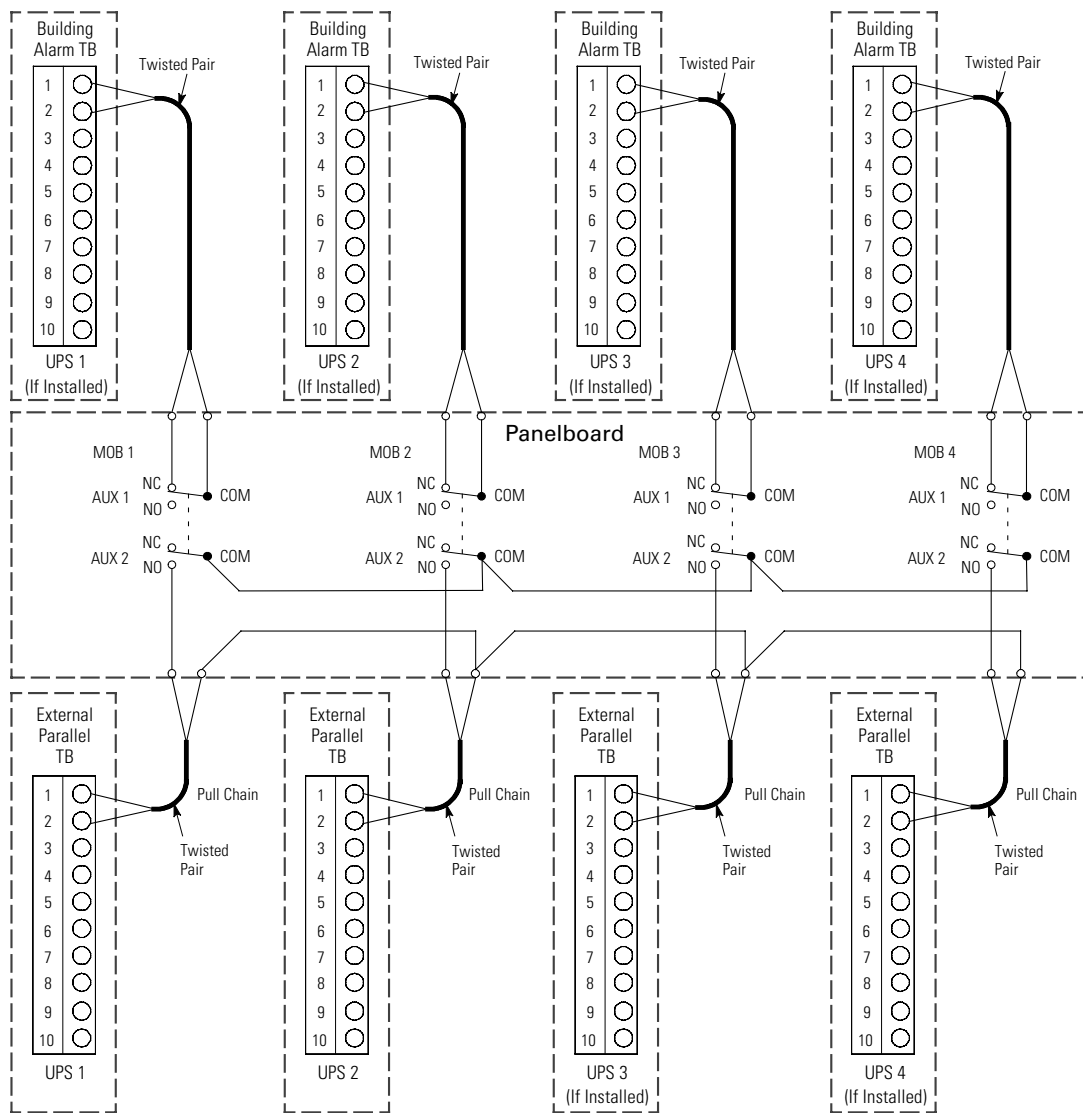 Building
Alarm TB
Twisted Pair
1
2
3
4
5
6
7
8
9
10
UPS 1
(If Installed)
Building
Alarm TB
Twisted Pair
1
2
3
4
5
6
7
8
9
10
UPS 2
(If Installed)
Building
Alarm TB
Twisted Pair
1
2
3
4
5
6
7
8
9
10
UPS 3
(If Installed)
Building
Alarm TB
Twisted Pair
1
2
3
4
5
6
7
8
9
10
UPS 4
(If Installed)
Panelboard
MOB 1
NC
AUX 1
COM
NO
NC
AUX 2
COM
NO
MOB 2
NC
AUX 1
COM
NO
NC
AUX 2
COM
NO
MOB 3
NC
AUX 1
COM
NO
NC
AUX 2
COM
NO
MOB 4
NC
AUX 1
COM
NO
NC
AUX 2
COM
NO
External
Parallel
TB
1
2
3
4
5
6
7
8
9
10
Pull Chain
Twisted
Pair
UPS 1
External
Parallel
TB
1
2
3
4
5
6
7
8
9
10
Pull Chain
Twisted
Pair
UPS 2
External
Parallel
TB
1
2
3
4
5
6
7
8
9
10
Pull Chain
Twisted
Pair
UPS 3
(If Installed)
External
Parallel
TB
1
2
3
4
5
6
7
8
9
10
Pull Chain
Twisted
Pair
UPS 4
(If Installed)